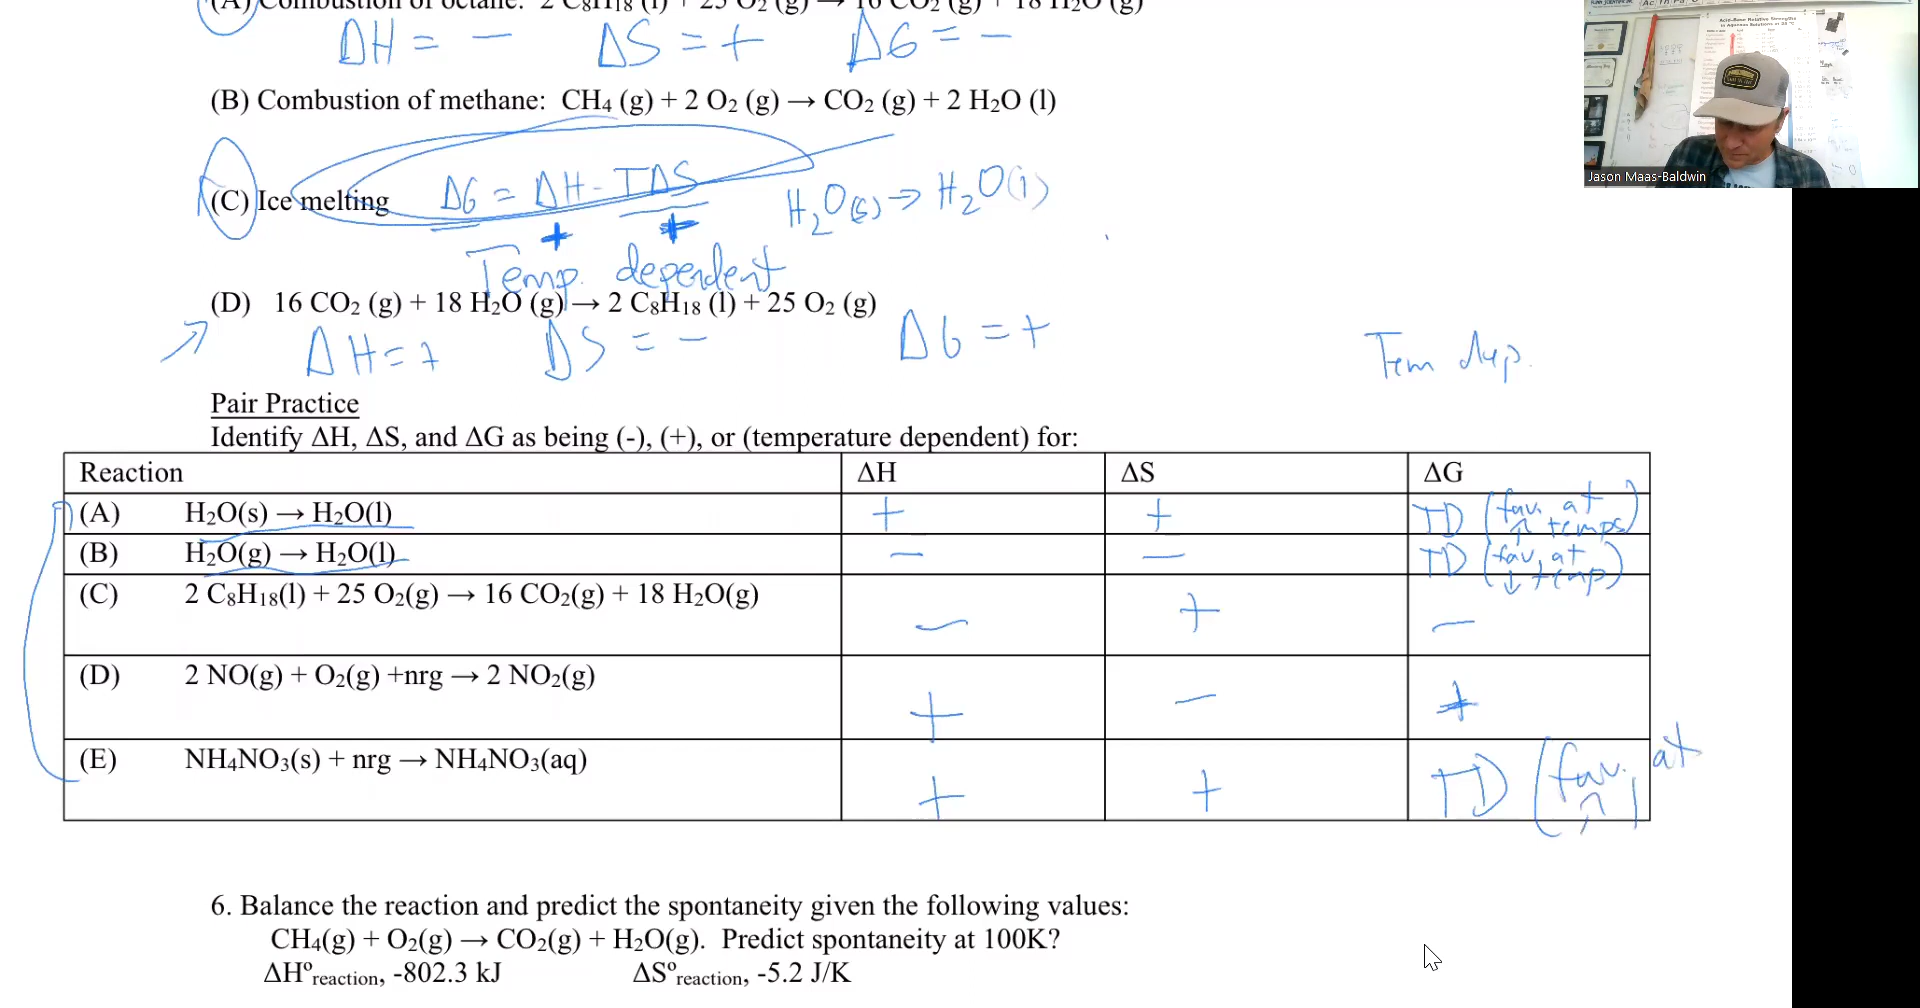 (A) Combustion of octane: 2 C₈H₁₈ (l) + 25 O₂ (g) → 16 CO₂ (g) + 18 H₂O (g)
ΔH = − ΔS = + ΔG = −
(B) Combustion of methane: CH₄ (g) + 2 O₂ (g) → CO₂ (g) + 2 H₂O (l)
(C) Ice melting ΔG = ΔH - TΔS H₂O(s) → H₂O(l)
+ +
Temp. dependent
(D) 16 CO₂ (g) + 18 H₂O (g) → 2 C₈H₁₈ (l) + 25 O₂ (g)
ΔH = + ΔS = − ΔG = +
Tem dep.
Pair Practice
Identify ΔH, ΔS, and ΔG as being (-), (+), or (temperature dependent) for:
Reaction ΔH ΔS ΔG
(A) H₂O(s) → H₂O(l) + + TD (fav. at ↑ temps)
(B) H₂O(g) → H₂O(l) − − TD (fav. at ↓ temp)
(C) 2 C₈H₁₈(l) + 25 O₂(g) → 16 CO₂(g) + 18 H₂O(g) − + −
(D) 2 NO(g) + O₂(g) +nrg → 2 NO₂(g) + − +
(E) NH₄NO₃(s) + nrg → NH₄NO₃(aq) + + TD (fav. at ↑)
6. Balance the reaction and predict the spontaneity given the following values:
CH₄(g) + O₂(g) → CO₂(g) + H₂O(g). Predict spontaneity at 100K?
ΔH°reaction, -802.3 kJ ΔS°reaction, -5.2 J/K
Jason Maas-Baldwin